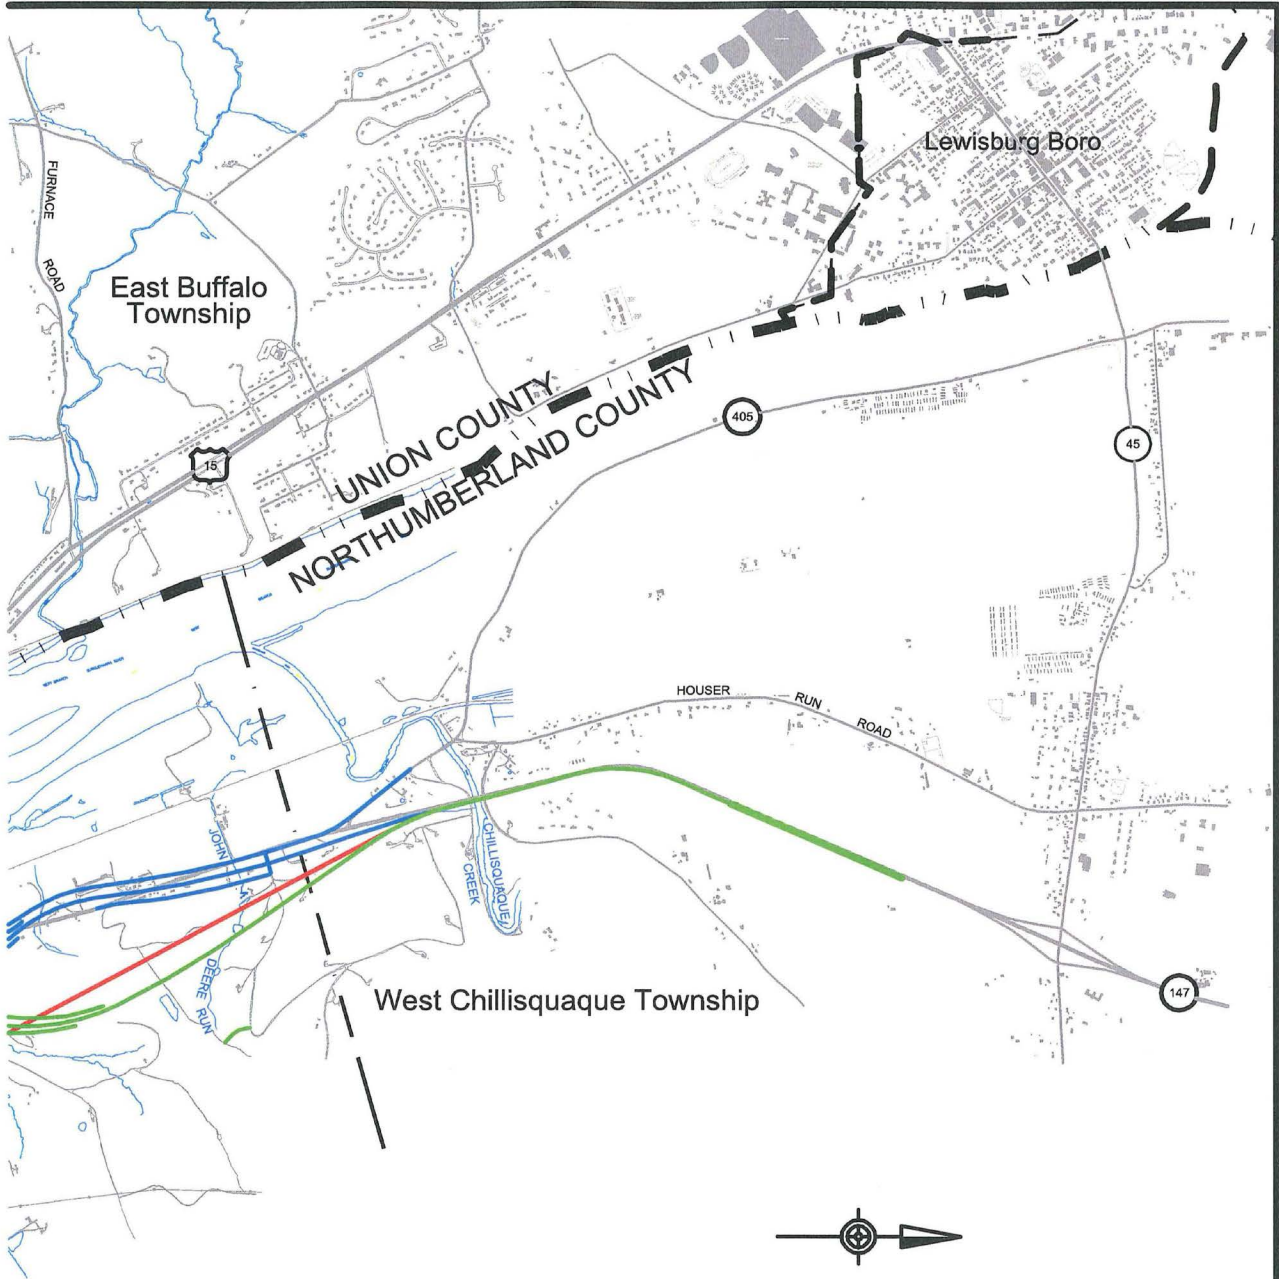 Lewisburg Boro
FURNACE
ROAD
East Buffalo
Township
UNION COUNTY
NORTHUMBERLAND COUNTY
405
45
15
HOUSER RUN ROAD
JOHN
DEERE RUN
CHILLISQUAQUE
CREEK
West Chillisquaque Township
147